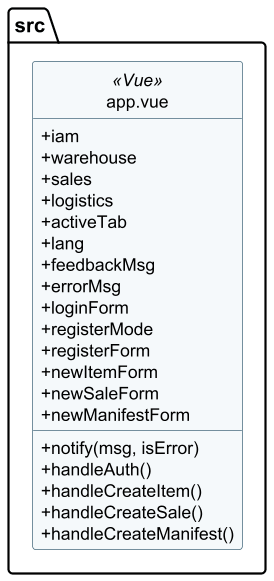 src
«Vue»
app.vue
+iam
+warehouse
+sales
+logistics
+activeTab
+lang
+feedbackMsg
+errorMsg
+loginForm
+registerMode
+registerForm
+newItemForm
+newSaleForm
+newManifestForm
+notify(msg, isError)
+handleAuth()
+handleCreateItem()
+handleCreateSale()
+handleCreateManifest()